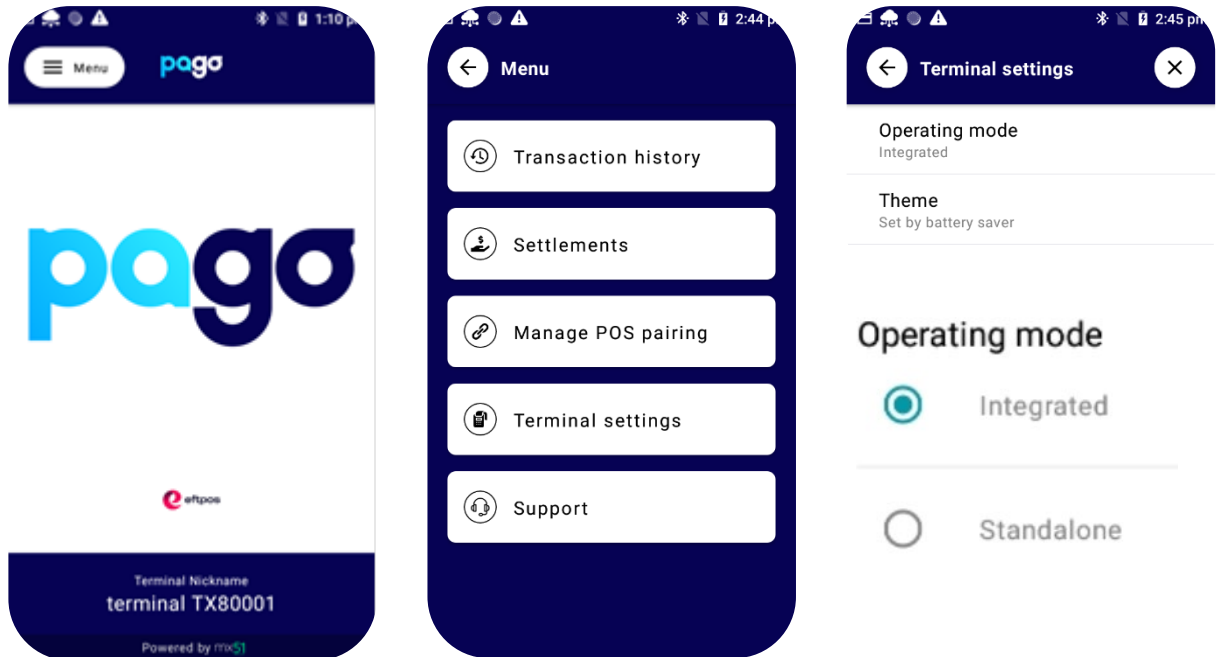 1:10 p
Menu
pago
pago
eftpos
Terminal Nickname
terminal TX80001
Powered by mx51
2:44 p
Menu
Transaction history
Settlements
Manage POS pairing
Terminal settings
Support
2:45 pm
Terminal settings
Operating mode
Integrated
Theme
Set by battery saver
Operating mode
Integrated
Standalone